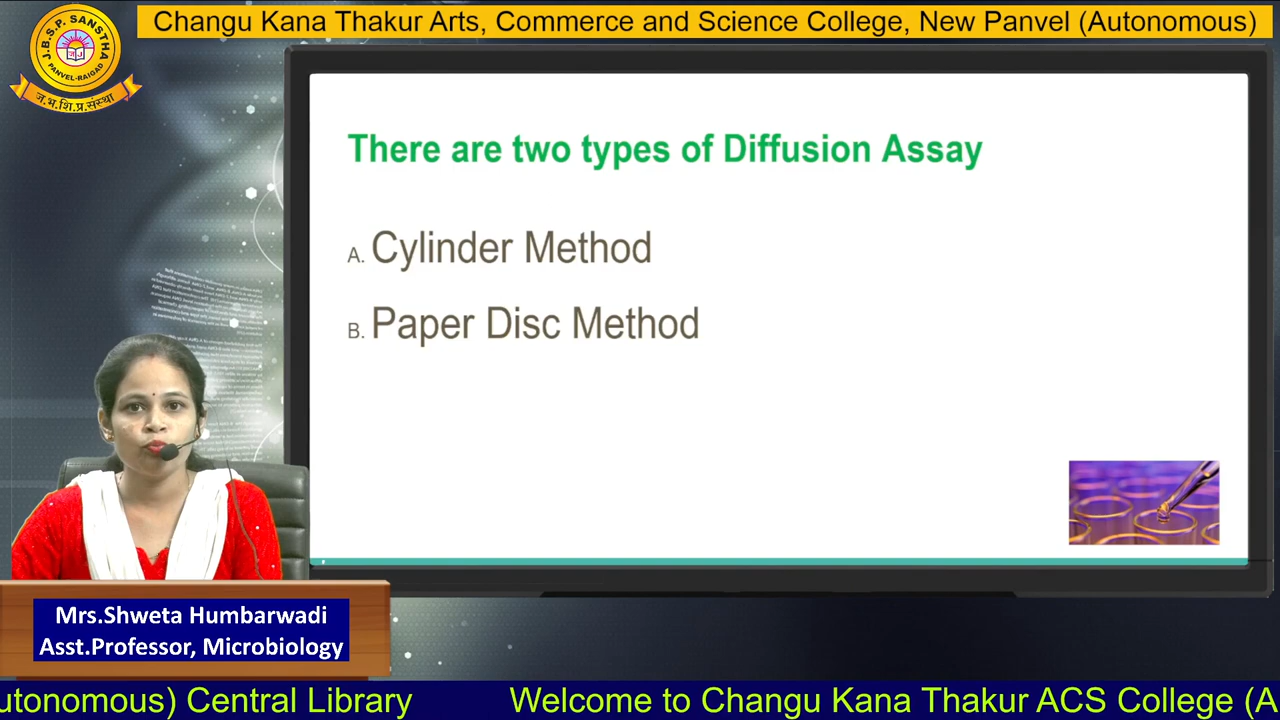 Changu Kana Thakur Arts, Commerce and Science College, New Panvel (Autonomous)
J.B.S.P. SANSTHA
PANVEL-RAIGAD
ज.भ.शि.प्र.संस्था
There are two types of Diffusion Assay
A. Cylinder Method
B. Paper Disc Method
Mrs.Shweta Humbarwadi
Asst.Professor, Microbiology
utonomous) Central Library Welcome to Changu Kana Thakur ACS College (A